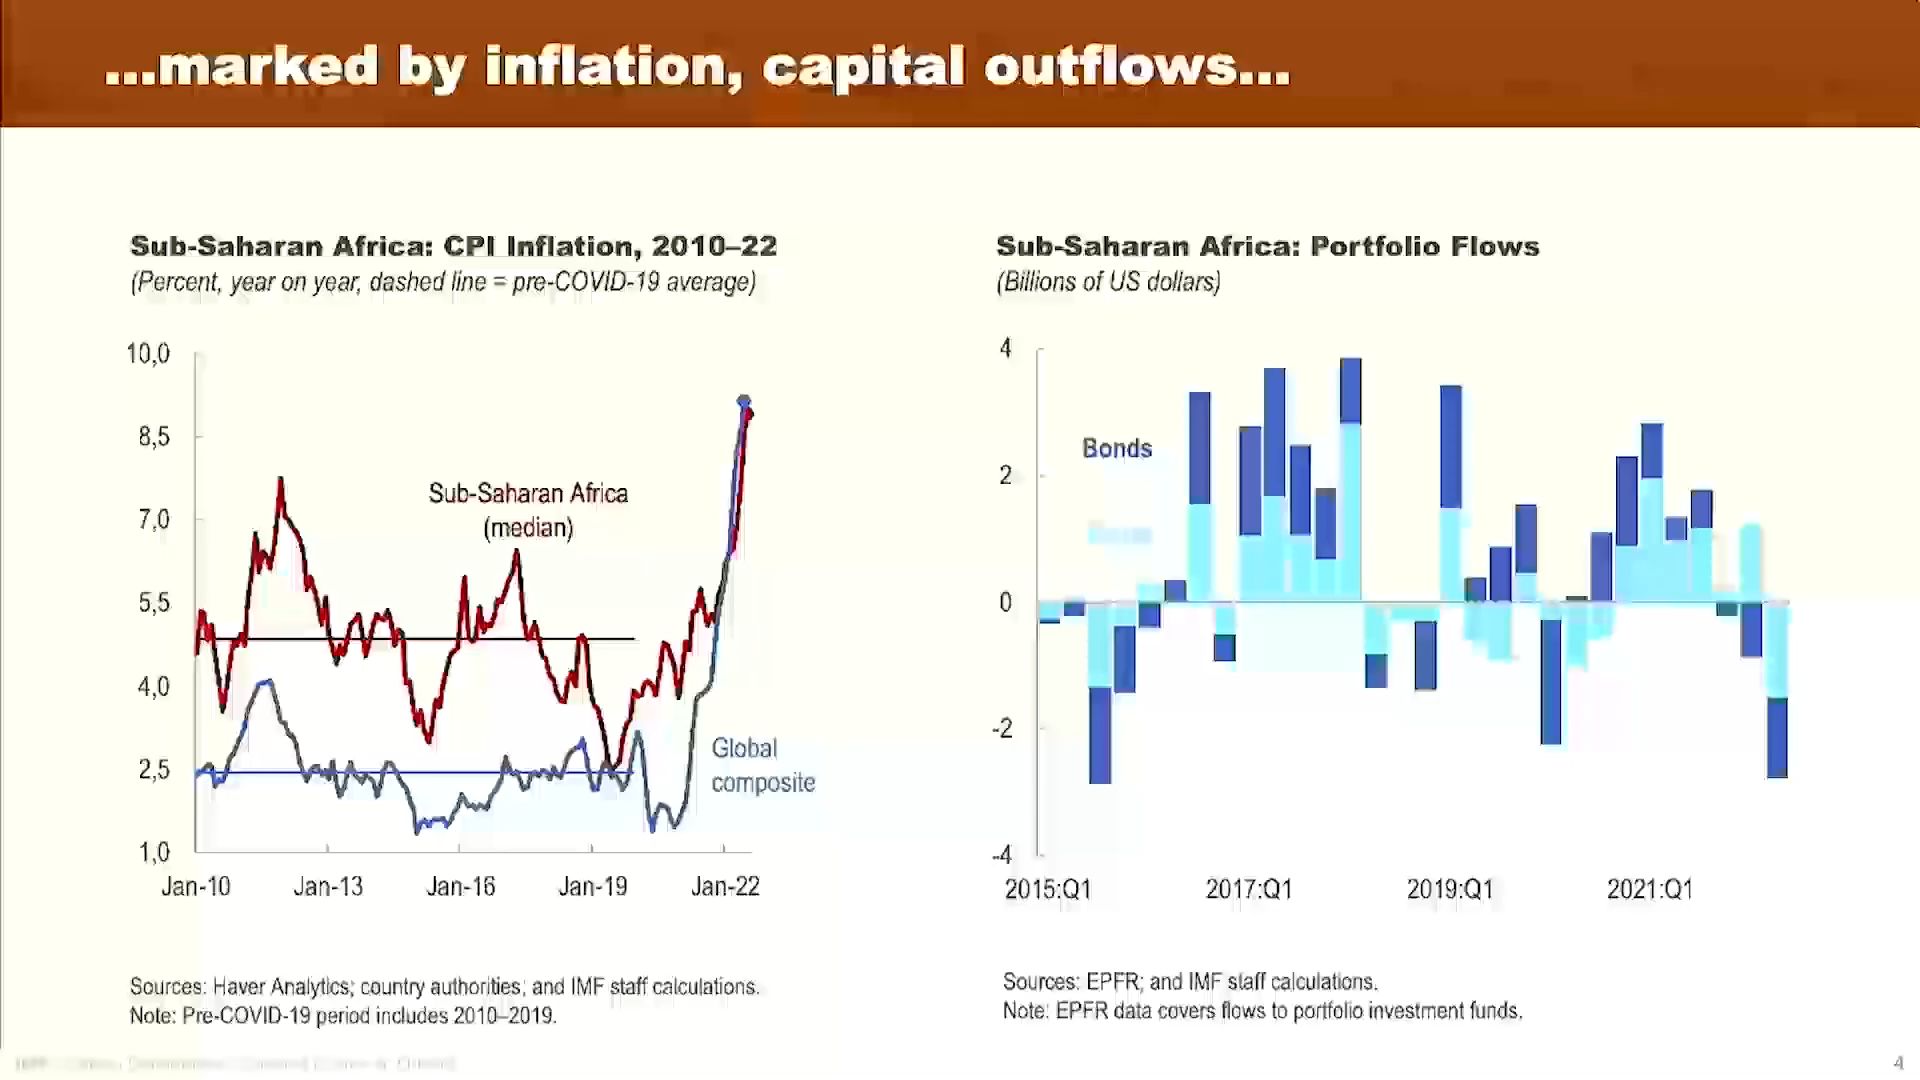 ...marked by inflation, capital outflows...
Sub-Saharan Africa: CPI Inflation, 2010–22
(Percent, year on year, dashed line = pre-COVID-19 average)
10,0
8,5
7,0
5,5
4,0
2,5
1,0
Sub-Saharan Africa
(median)
Global
composite
Jan-10 Jan-13 Jan-16 Jan-19 Jan-22
Sources: Haver Analytics; country authorities; and IMF staff calculations.
Note: Pre-COVID-19 period includes 2010–2019.
Sub-Saharan Africa: Portfolio Flows
(Billions of US dollars)
4
2
0
-2
-4
Bonds
2015:Q1 2017:Q1 2019:Q1 2021:Q1
Sources: EPFR; and IMF staff calculations.
Note: EPFR data covers flows to portfolio investment funds.
4